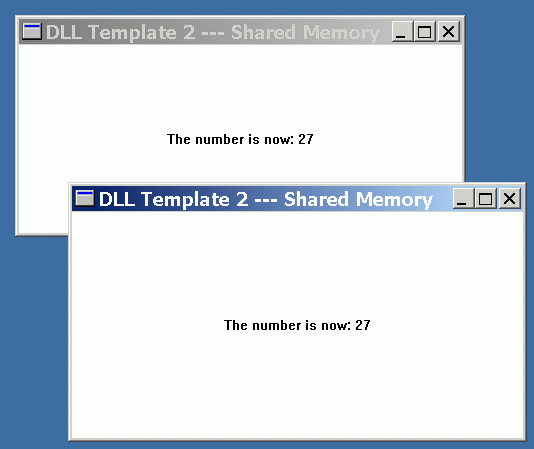 DLL Template 2 --- Shared Memory
The number is now: 27
DLL Template 2 --- Shared Memory
The number is now: 27